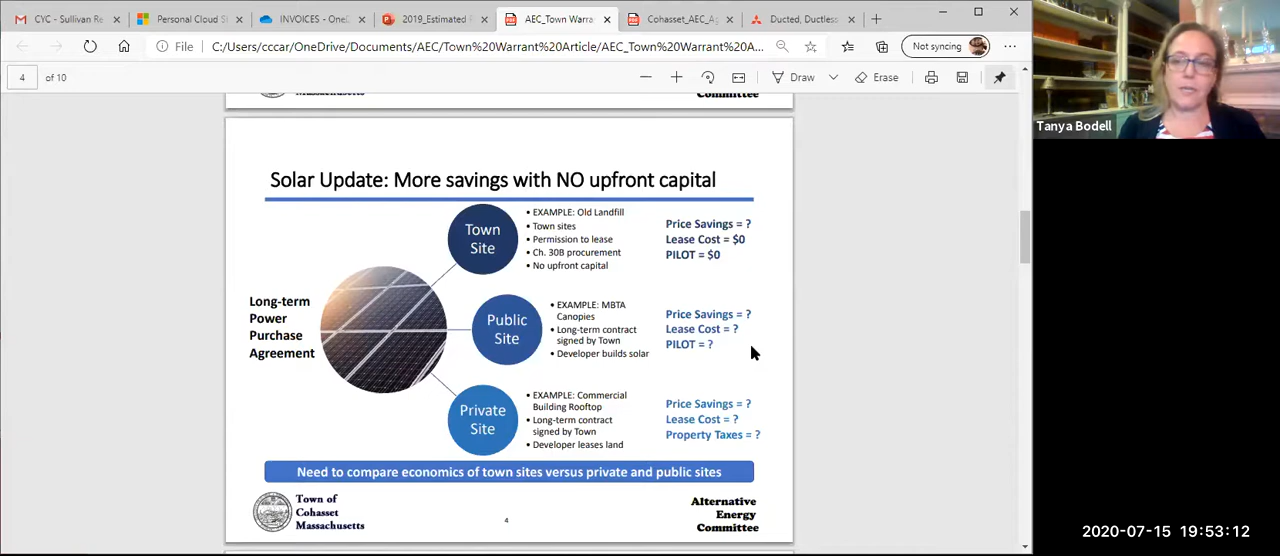 CYC - Sullivan R
Personal Cloud S
INVOICES - One
2019_Estimated
AEC_Town Warra
Cohasset_AEC_A
Ducted, Ductless
File
C:/Users/cccar/OneDrive/Documents/AEC/Town%20Warrant%20Article/AEC_Town%20Warrant%20A...
Not syncing
4
of 10
Draw
Erase
Massachusetts
Committee
Solar Update: More savings with NO upfront capital
Long-term
Power
Purchase
Agreement
Town
Site
• EXAMPLE: Old Landfill
• Town sites
• Permission to lease
• Ch. 30B procurement
• No upfront capital
Price Savings = ?
Lease Cost = $0
PILOT = $0
Public
Site
• EXAMPLE: MBTA
Canopies
• Long-term contract
signed by Town
• Developer builds solar
Price Savings = ?
Lease Cost = ?
PILOT = ?
Private
Site
• EXAMPLE: Commercial
Building Rooftop
• Long-term contract
signed by Town
• Developer leases land
Price Savings = ?
Lease Cost = ?
Property Taxes = ?
Need to compare economics of town sites versus private and public sites
Town of
Cohasset
Massachusetts
4
Alternative
Energy
Committee
Tanya Bodell
2020-07-15 19:53:12